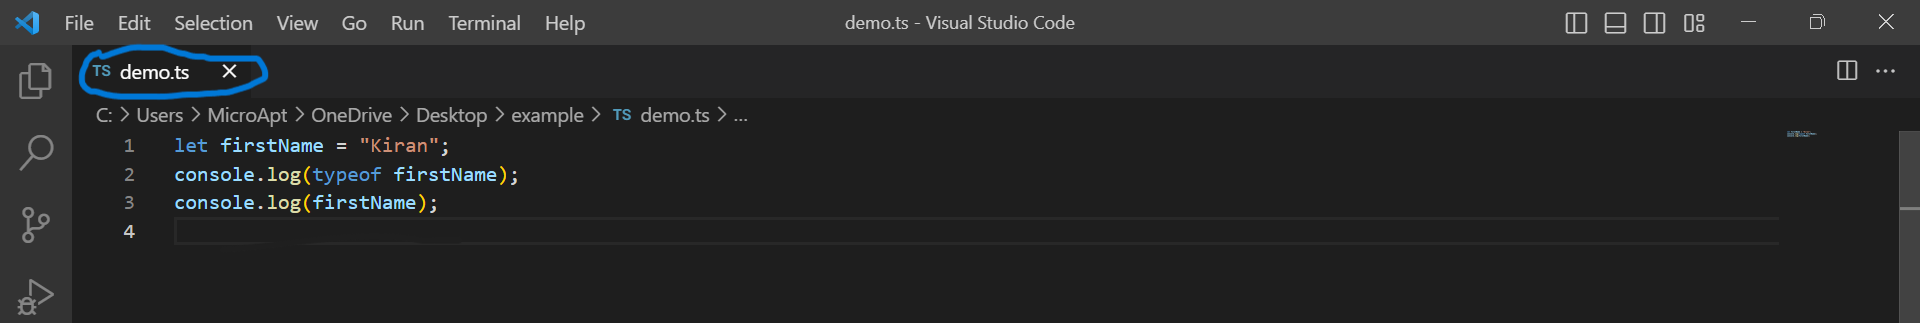 File Edit Selection View Go Run Terminal Help demo.ts - Visual Studio Code
TS demo.ts
C: > Users > MicroApt > OneDrive > Desktop > example > TS demo.ts > ...
1 let firstName = "Kiran";
2 console.log(typeof firstName);
3 console.log(firstName);
4